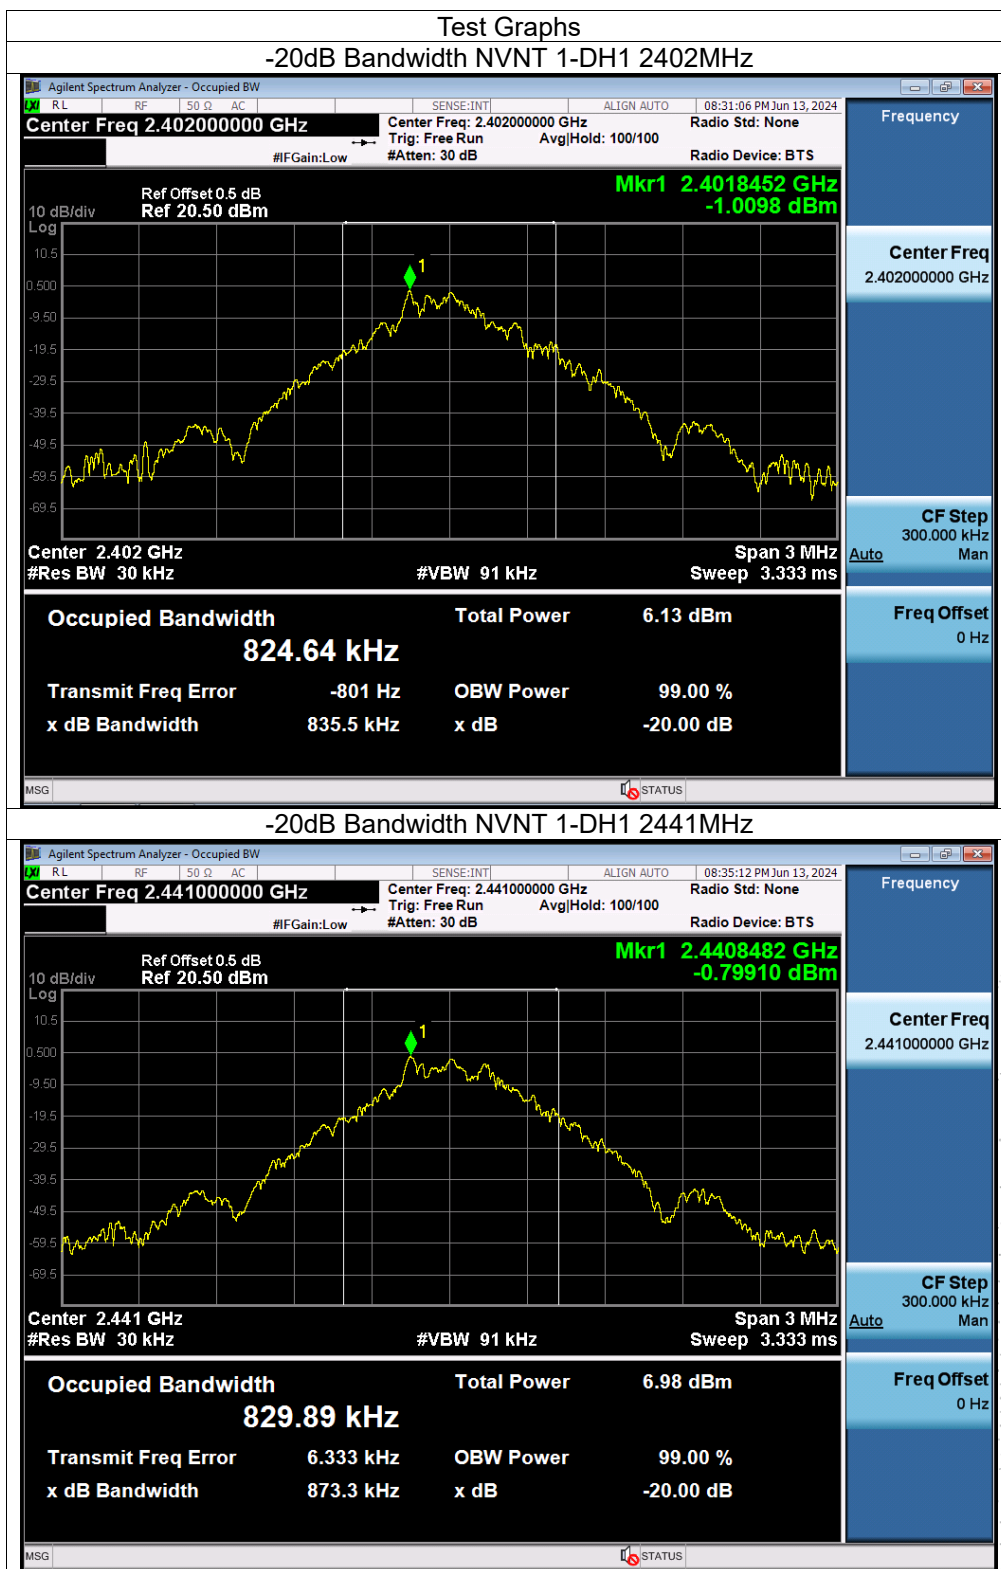 Test Graphs
-20dB Bandwidth NVNT 1-DH1 2402MHz
Agilent Spectrum Analyzer - Occupied BW
LXI RL RF 50 Ω AC SENSE:INT ALIGN AUTO 08:31:06 PM Jun 13, 2024
Center Freq 2.402000000 GHz
Center Freq: 2.402000000 GHz
Radio Std: None
Trig: Free Run Avg|Hold: 100/100
#IFGain:Low #Atten: 30 dB Radio Device: BTS
Frequency
Ref Offset 0.5 dB
10 dB/div Ref 20.50 dBm
Log
Mkr1 2.4018452 GHz
-1.0098 dBm
1
10.5
0.500
-9.50
-19.5
-29.5
-39.5
-49.5
-59.5
-69.5
Center Freq
2.402000000 GHz
CF Step
300.000 kHz
Auto Man
Freq Offset
0 Hz
Center 2.402 GHz Span 3 MHz
#Res BW 30 kHz #VBW 91 kHz Sweep 3.333 ms
Occupied Bandwidth Total Power 6.13 dBm
824.64 kHz
Transmit Freq Error -801 Hz OBW Power 99.00 %
x dB Bandwidth 835.5 kHz x dB -20.00 dB
MSG STATUS
-20dB Bandwidth NVNT 1-DH1 2441MHz
Agilent Spectrum Analyzer - Occupied BW
LXI RL RF 50 Ω AC SENSE:INT ALIGN AUTO 08:35:12 PM Jun 13, 2024
Center Freq 2.441000000 GHz
Center Freq: 2.441000000 GHz
Radio Std: None
Trig: Free Run Avg|Hold: 100/100
#IFGain:Low #Atten: 30 dB Radio Device: BTS
Frequency
Ref Offset 0.5 dB
10 dB/div Ref 20.50 dBm
Log
Mkr1 2.4408482 GHz
-0.79910 dBm
1
10.5
0.500
-9.50
-19.5
-29.5
-39.5
-49.5
-59.5
-69.5
Center Freq
2.441000000 GHz
CF Step
300.000 kHz
Auto Man
Freq Offset
0 Hz
Center 2.441 GHz Span 3 MHz
#Res BW 30 kHz #VBW 91 kHz Sweep 3.333 ms
Occupied Bandwidth Total Power 6.98 dBm
829.89 kHz
Transmit Freq Error 6.333 kHz OBW Power 99.00 %
x dB Bandwidth 873.3 kHz x dB -20.00 dB
MSG STATUS